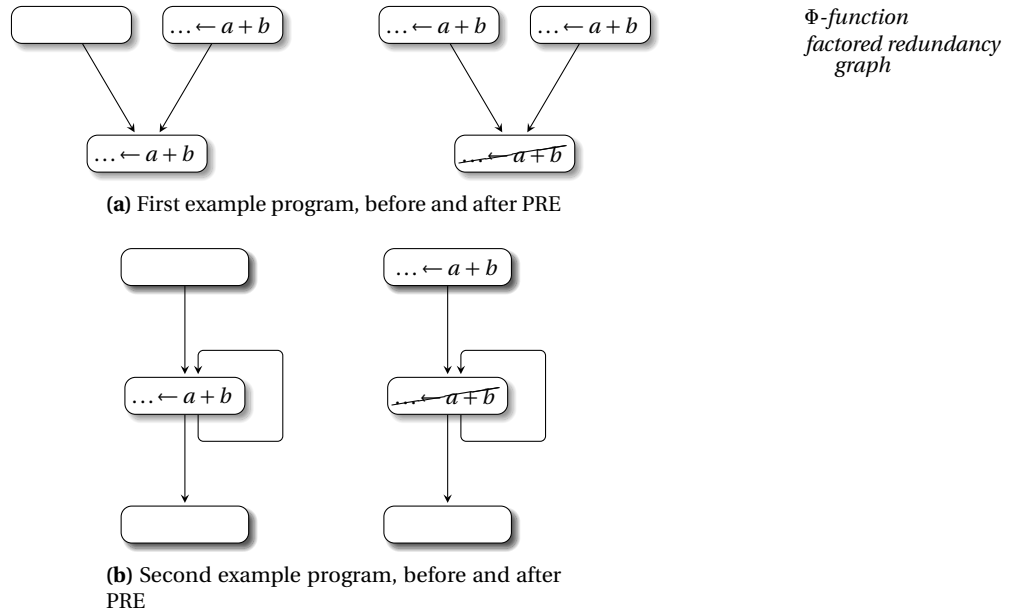 … ← a + b
… ← a + b
… ← a + b
Φ-function
factored redundancy
graph
… ← a + b
… ← a + b
(a) First example program, before and after PRE
… ← a + b
… ← a + b
… ← a + b
(b) Second example program, before and after
PRE